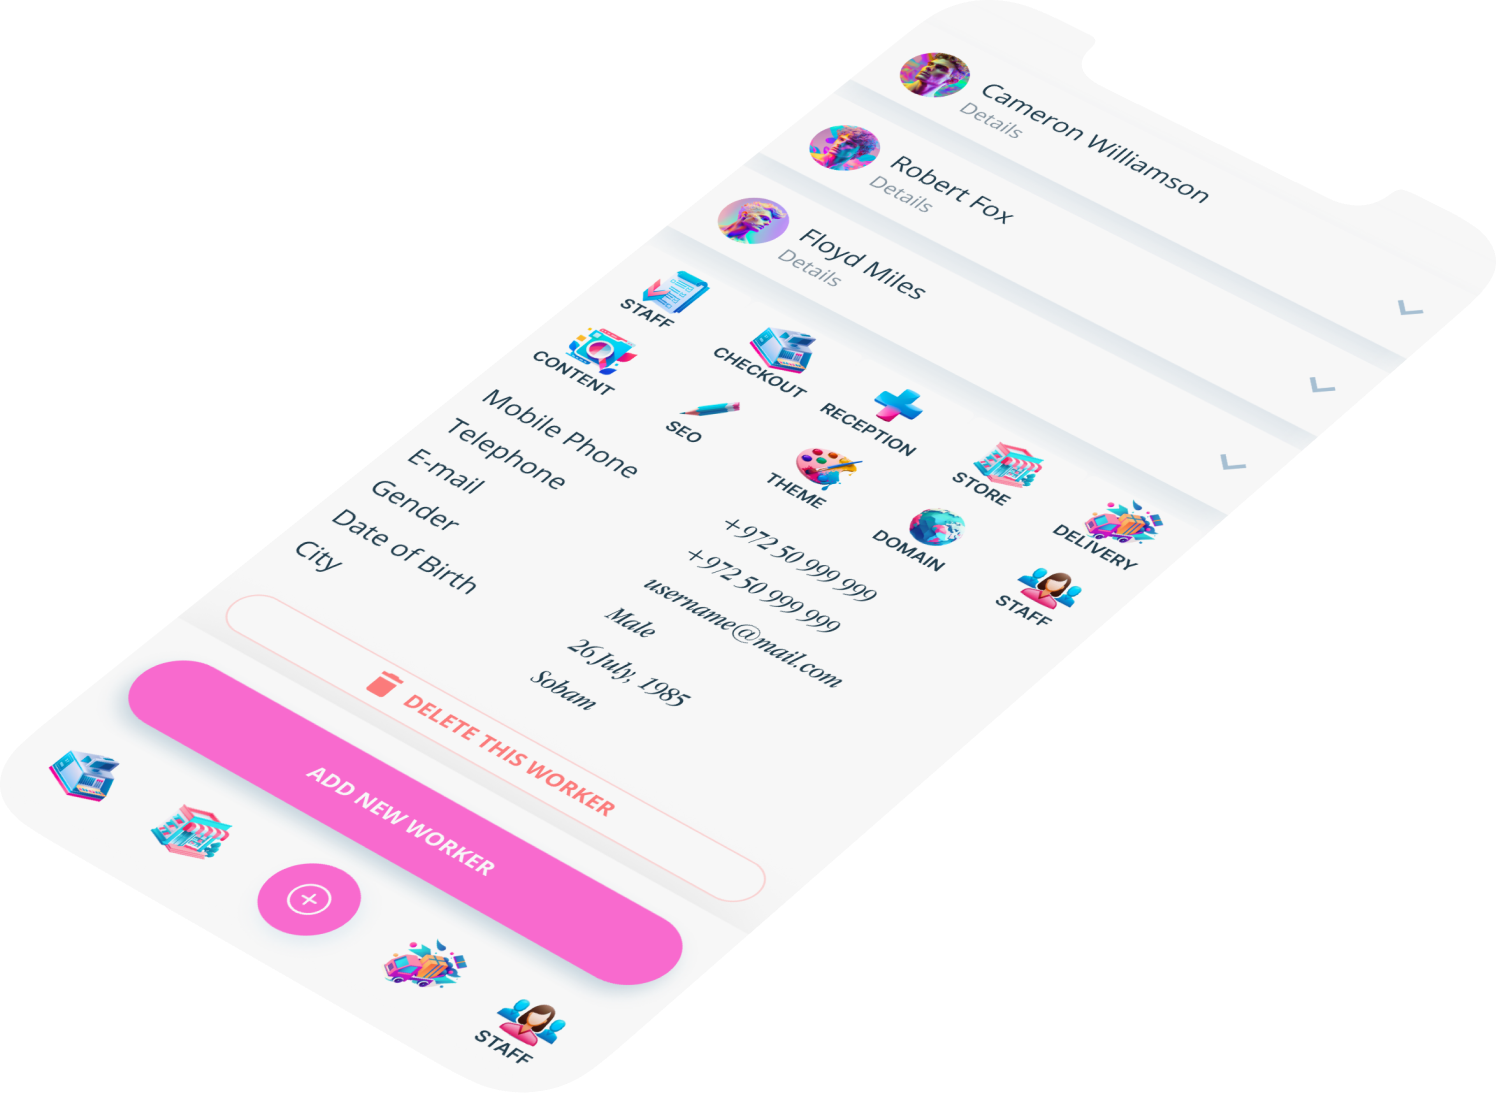 Cameron Williamson
Details
Robert Fox
Details
Floyd Miles
Details
STAFF
CHECKOUT
RECEPTION
STORE
DELIVERY
CONTENT
SEO
THEME
DOMAIN
STAFF
Mobile Phone +972 50 999 999
Telephone +972 50 999 999
E-mail username@mail.com
Gender Male
Date of Birth 26 July, 1985
City Sobam
DELETE THIS WORKER
ADD NEW WORKER
STAFF